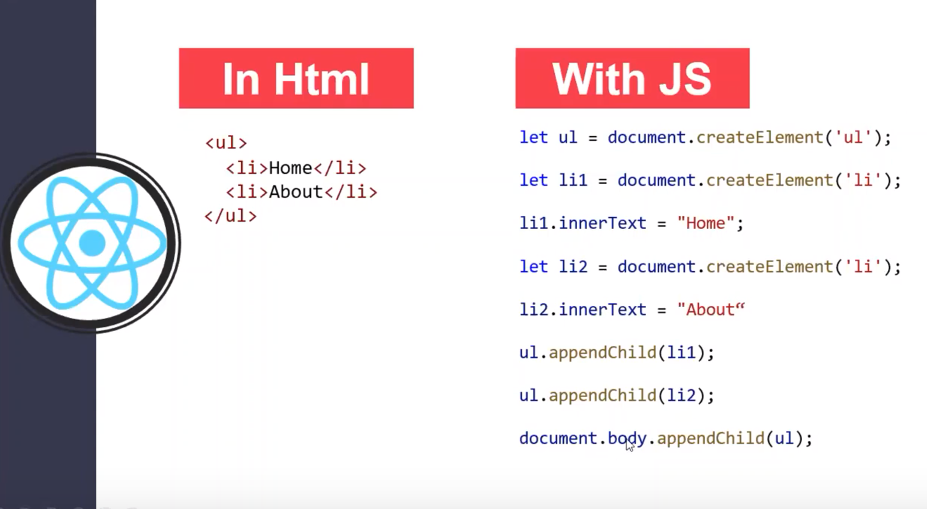 In Html
<ul>
<li>Home</li>
<li>About</li>
</ul>
With JS
let ul = document.createElement('ul');
let li1 = document.createElement('li');
li1.innerText = "Home";
let li2 = document.createElement('li');
li2.innerText = "About“
ul.appendChild(li1);
ul.appendChild(li2);
document.body.appendChild(ul);